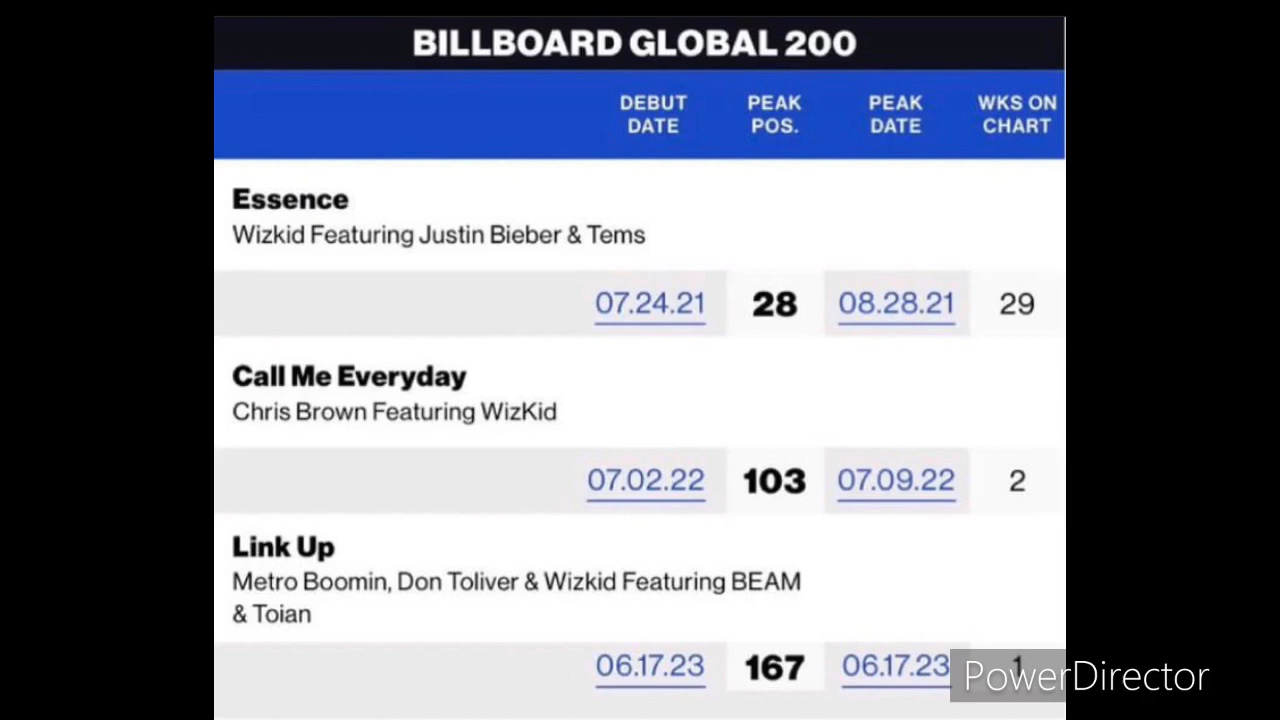 BILLBOARD GLOBAL 200
DEBUT DATE PEAK POS. PEAK DATE WKS ON CHART
Essence
Wizkid Featuring Justin Bieber & Tems
07.24.21 28 08.28.21 29
Call Me Everyday
Chris Brown Featuring WizKid
07.02.22 103 07.09.22 2
Link Up
Metro Boomin, Don Toliver & Wizkid Featuring BEAM
& Toian
06.17.23 167 06.17.23 1
PowerDirector